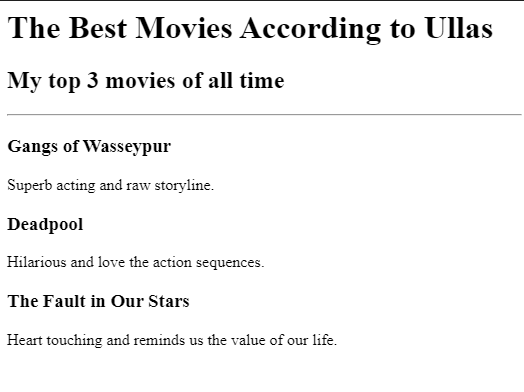 The Best Movies According to Ullas
My top 3 movies of all time
Gangs of Wasseypur
Superb acting and raw storyline.
Deadpool
Hilarious and love the action sequences.
The Fault in Our Stars
Heart touching and reminds us the value of our life.